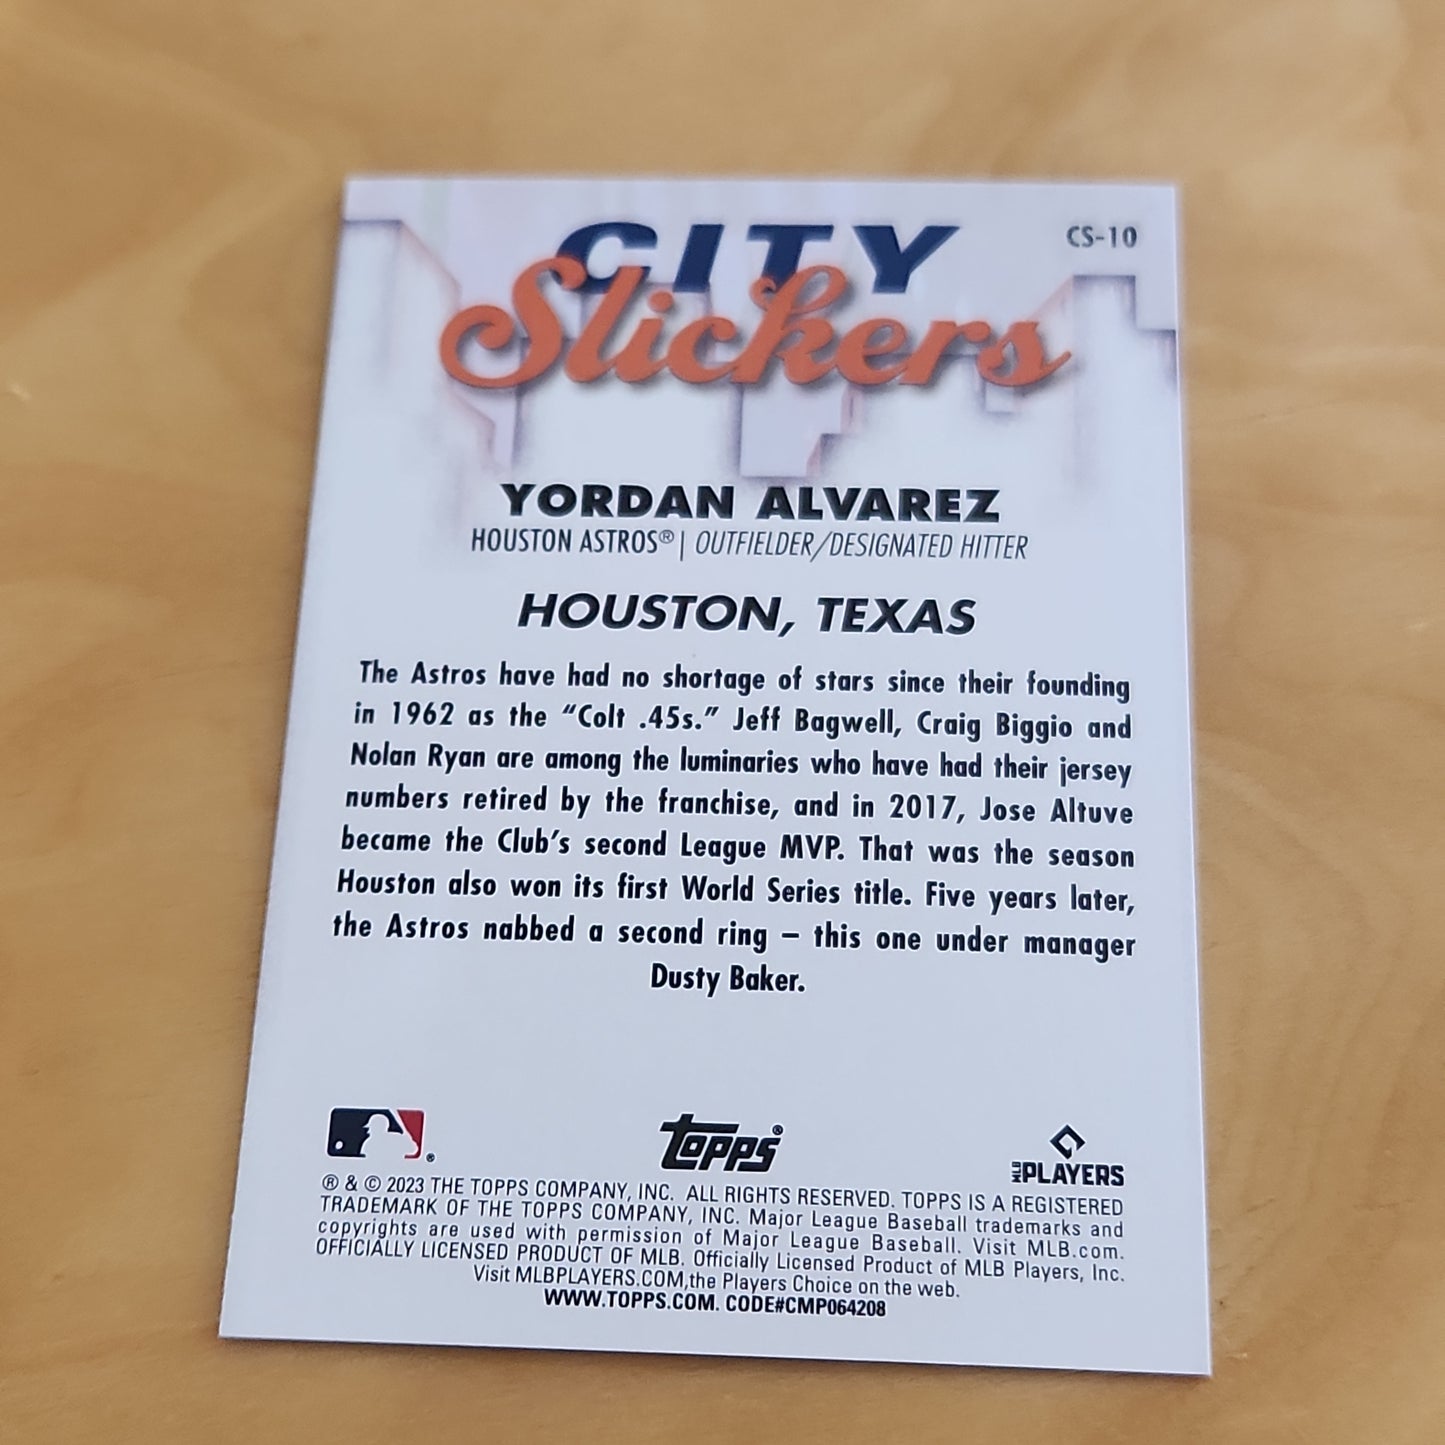 CITY
CS-10
Slickers
YORDAN ALVAREZ
HOUSTON ASTROS® | OUTFIELDER/DESIGNATED HITTER
HOUSTON, TEXAS
The Astros have had no shortage of stars since their founding
in 1962 as the “Colt .45s.” Jeff Bagwell, Craig Biggio and
Nolan Ryan are among the luminaries who have had their jersey
numbers retired by the franchise, and in 2017, Jose Altuve
became the Club’s second League MVP. That was the season
Houston also won its first World Series title. Five years later,
the Astros nabbed a second ring – this one under manager
Dusty Baker.
®
topps®
MLB PLAYERS
® & © 2023 THE TOPPS COMPANY, INC. ALL RIGHTS RESERVED. TOPPS IS A REGISTERED
TRADEMARK OF THE TOPPS COMPANY, INC. Major League Baseball trademarks and
copyrights are used with permission of Major League Baseball. Visit MLB.com.
OFFICIALLY LICENSED PRODUCT OF MLB. Officially Licensed Product of MLB Players, Inc.
Visit MLBPLAYERS.COM,the Players Choice on the web.
WWW.TOPPS.COM. CODE#CMP064208